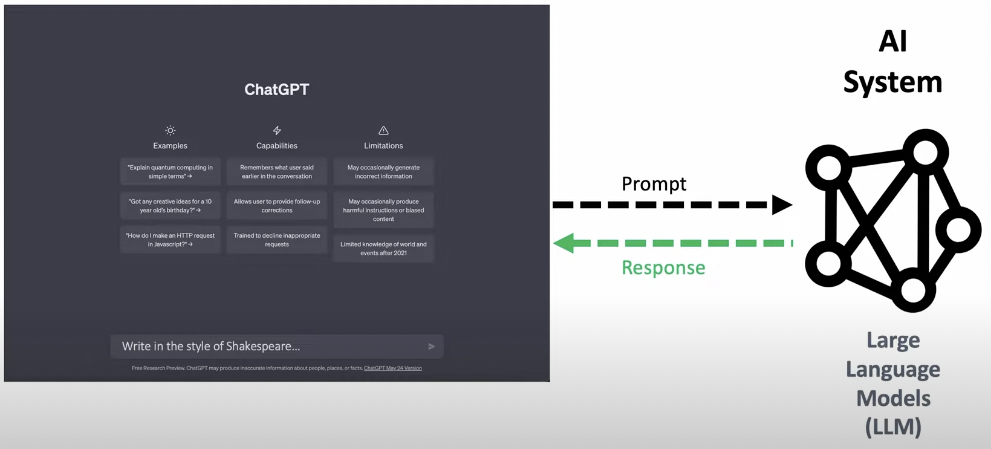 ChatGPT
Examples
"Explain quantum computing in
simple terms" →
"Got any creative ideas for a 10
year old's birthday?" →
"How do I make an HTTP request
in Javascript?" →
Capabilities
Remembers what user said
earlier in the conversation
Allows user to provide follow-up
corrections
Trained to decline inappropriate
requests
Limitations
May occasionally generate
incorrect information
May occasionally produce
harmful instructions or biased
content
Limited knowledge of world and
events after 2021
Write in the style of Shakespeare...
Free Research Preview. ChatGPT may produce inaccurate information about people, places, or facts. ChatGPT May 24 Version
Prompt
Response
AI
System
Large
Language
Models
(LLM)